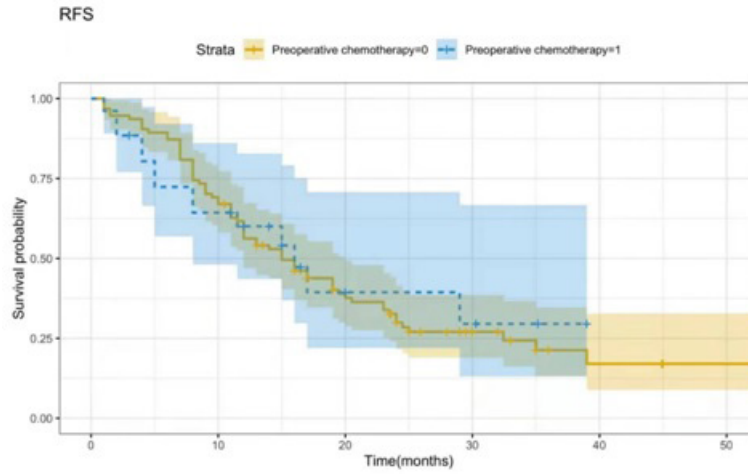 RFS
Strata Preoperative chemotherapy=0 Preoperative chemotherapy=1
1.00
0.75
0.50
0.25
0.00
Survival probability
0 10 20 30 40 50
Time(months)